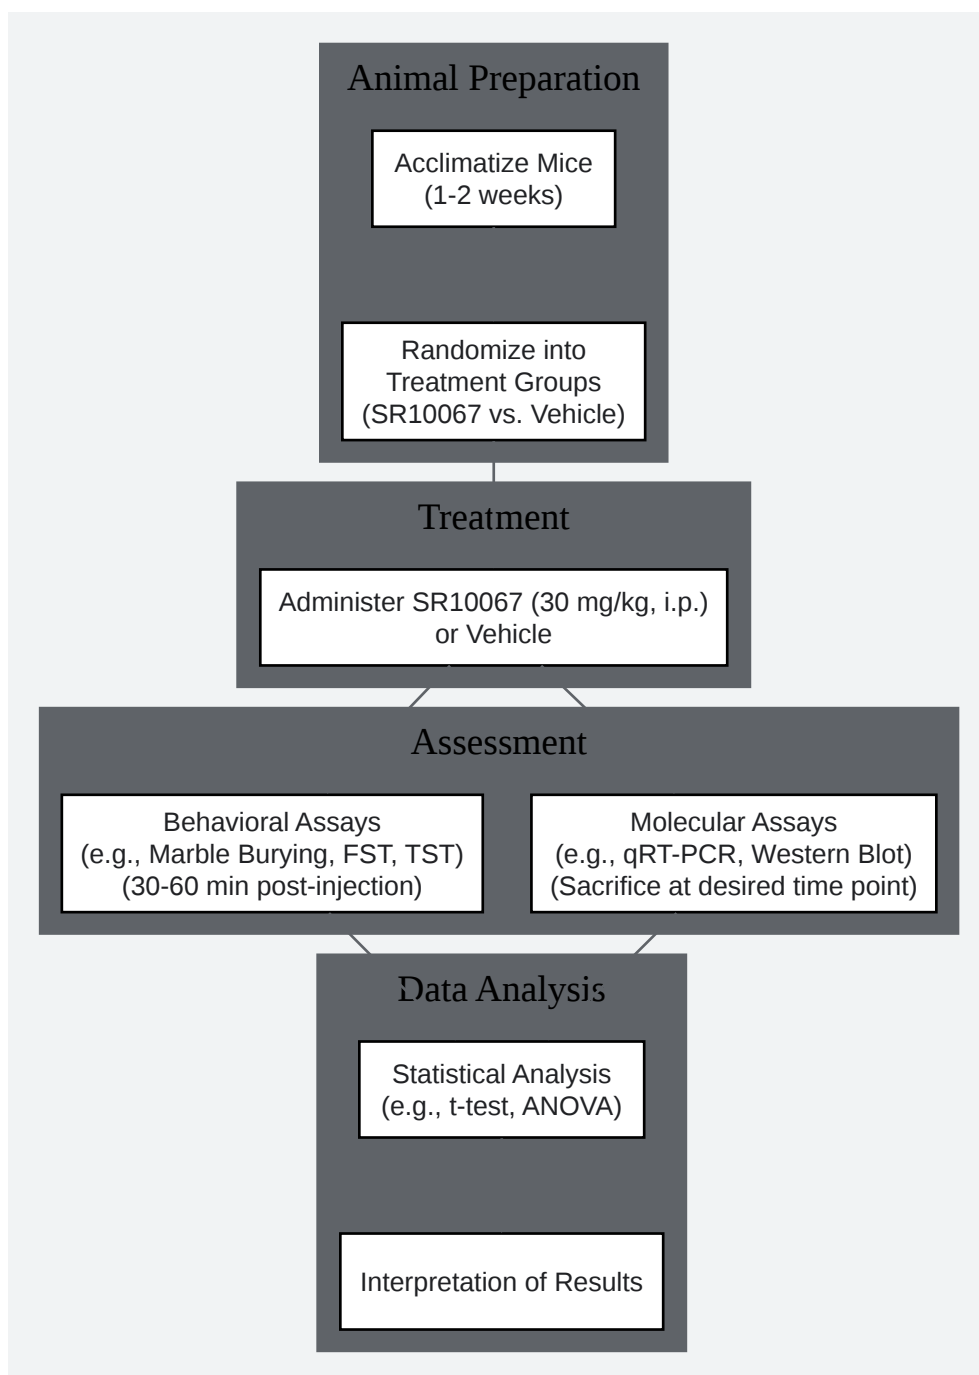 Animal Preparation
Acclimatize Mice
(1-2 weeks)
Randomize into
Treatment Groups
(SR10067 vs. Vehicle)
Treatment
Administer SR10067 (30 mg/kg, i.p.)
or Vehicle
Assessment
Behavioral Assays
(e.g., Marble Burying, FST, TST)
(30-60 min post-injection)
Molecular Assays
(e.g., qRT-PCR, Western Blot)
(Sacrifice at desired time point)
Data Analysis
Statistical Analysis
(e.g., t-test, ANOVA)
Interpretation of Results